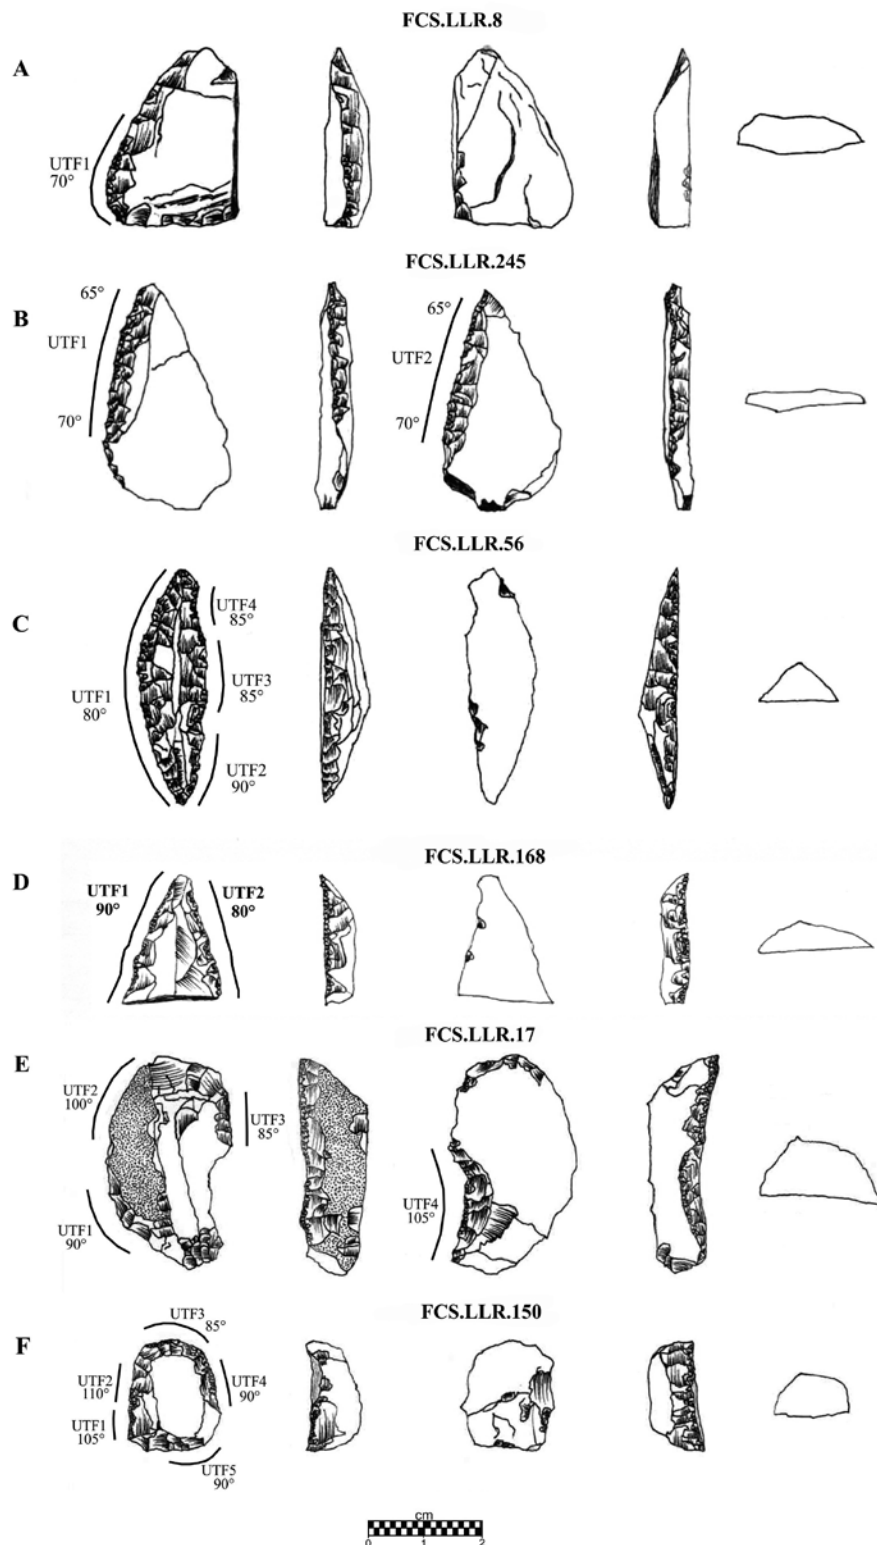 FCS.LLR.8
A
UTF1
70°
FCS.LLR.245
B
65°
UTF1
70°
65°
UTF2
70°
FCS.LLR.56
C
UTF1
80°
UTF4
85°
UTF3
85°
UTF2
90°
FCS.LLR.168
D
UTF1
90°
UTF2
80°
FCS.LLR.17
E
UTF2
100°
UTF3
85°
UTF1
90°
UTF4
105°
FCS.LLR.150
F
UTF3
85°
UTF2
110°
UTF4
90°
UTF1
105°
UTF5
90°
cm
0 1 2